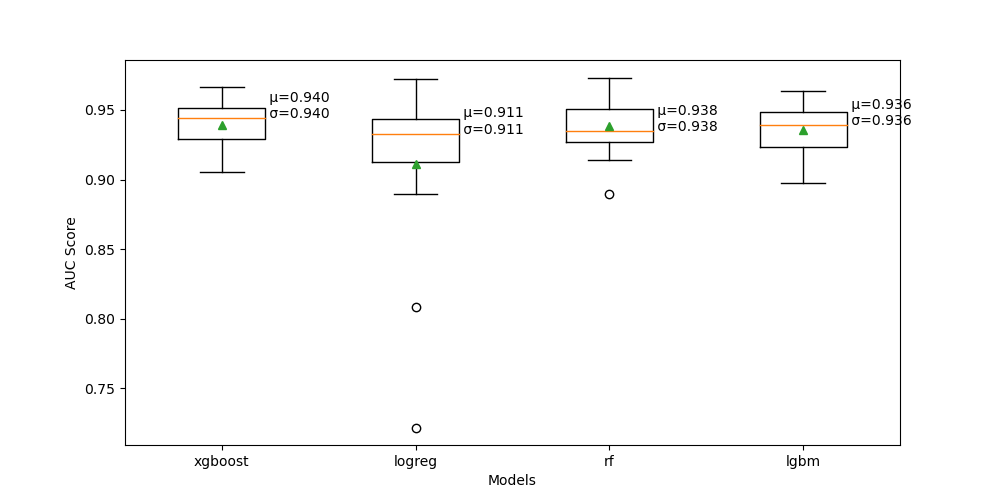 0.95
0.90
0.85
0.80
0.75
AUC Score
μ=0.940
σ=0.940
μ=0.911
σ=0.911
μ=0.938
σ=0.938
μ=0.936
σ=0.936
xgboost
logreg
rf
lgbm
Models